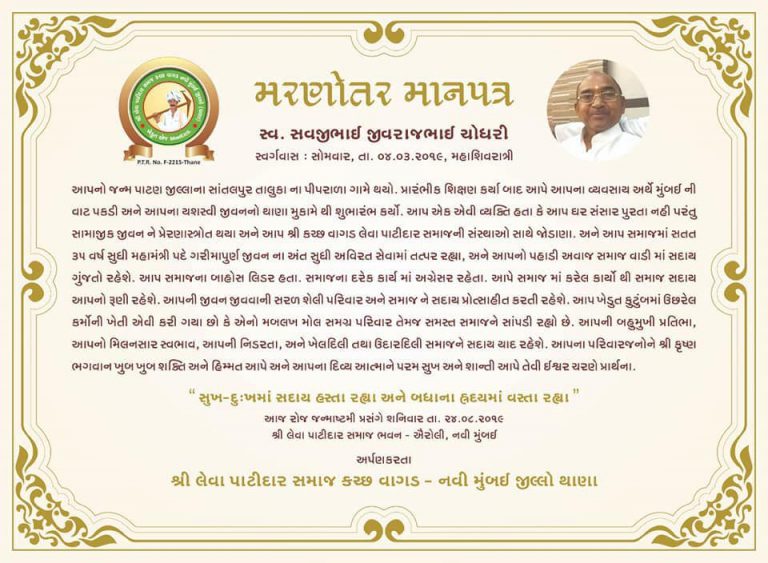 મરણોતર માનપત્ર
સ્વ. સવજીભાઈ જીવરાજભાઈ ચોધરી
સ્વર્ગવાસ : સોમવાર, તા. ૦૪.૦૩.૨૦૧૯, મહાશિવરાત્રી
P.T.R. No. F-2215-Thane
આપનો જન્મ પાટણ જીલ્લાના સાંતલપુર તાલુકા ના પીપરાળા ગામે થયો. પ્રારંભીક શિક્ષણ કર્યા બાદ આપે આપના વ્યવસાય અર્થે મુંબઈ ની
વાટ પકડી અને આપના યશસ્વી જીવનનો થાણા મુકામે થી શુભારંભ કર્યો. આપ એક એવી વ્યક્તિ હતા કે આપ ઘર સંસાર પુરતા નહી પરંતુ
સામાજીક જીવન ને પ્રેરણાસ્ત્રોત થયા અને આપ શ્રી કચ્છ વાગડ લેવા પાટીદાર સમાજની સંસ્થાઓ સાથે જોડાણા. અને આપ સમાજમાં સતત
૩૫ વર્ષ સુધી મહામંત્રી પદે ગરીમાપુર્ણ જીવન ના અંત સુધી અવિરત સેવામાં તત્પર રહ્યા, અને આપનો પહાડી અવાજ સમાજ વાડી માં સદાય
ગુંજતો રહેશે. આપ સમાજના બાહોસ લિડર હતા. સમાજના દરેક કાર્ય માં અગ્રેસર રહેતા. આપે સમાજ માં કરેલ કાર્યો થી સમાજ સદાય
આપનો રૂણી રહેશે. આપની જીવન જીવવાની સરળ શેલી પરિવાર અને સમાજ ને સદાય પ્રોત્સાહીત કરતી રહેશે. આપ ખેડુત કુટુંબમાં ઉછરેલ
કર્મોની ખેતી એવી કરી ગયા છો કે એનો મબલખ મોલ સમગ્ર પરિવાર તેમજ સમસ્ત સમાજને સાંપડી રહ્યો છે. આપની બહુમુખી પ્રતિભા,
આપનો મિલનસાર સ્વભાવ, આપની નિડરતા, અને ખેલદિલી તથા ઉદારદિલી સમાજને સદાય યાદ રહેશે. આપના પરિવારજનોને શ્રી કૃષ્ણ
ભગવાન ખુબ ખુબ શક્તિ અને હિમ્મત આપે અને આપના દિવ્ય આત્માને પરમ સુખ અને શાન્તી આપે તેવી ઈશ્વર ચરણે પ્રાર્થના.
“ સુખ-દુઃખમાં સદાય હસ્તા રહ્યા અને બધાના હ્રદયમાં વસ્તા રહ્યા ”
આજ રોજ જન્માષ્ટમી પ્રસંગે શનિવાર તા. ૨૪.૦૮.૨૦૧૯
શ્રી લેવા પાટીદાર સમાજ ભવન - ઐરોલી, નવી મુંબઈ
અર્પણકરતા
શ્રી લેવા પાટીદાર સમાજ કચ્છ વાગડ - નવી મુંબઈ જીલ્લો થાણા